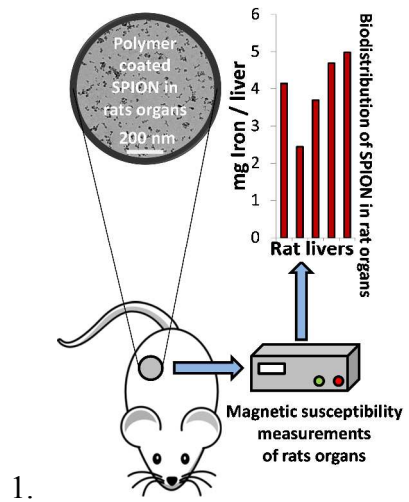 Polymer
coated
SPION in
rats organs
200 nm
mg Iron / liver
6
5
4
3
2
1
0
Rat livers
Biodistribution of SPION in rat organs
Magnetic susceptibility
measurements
of rats organs
1.